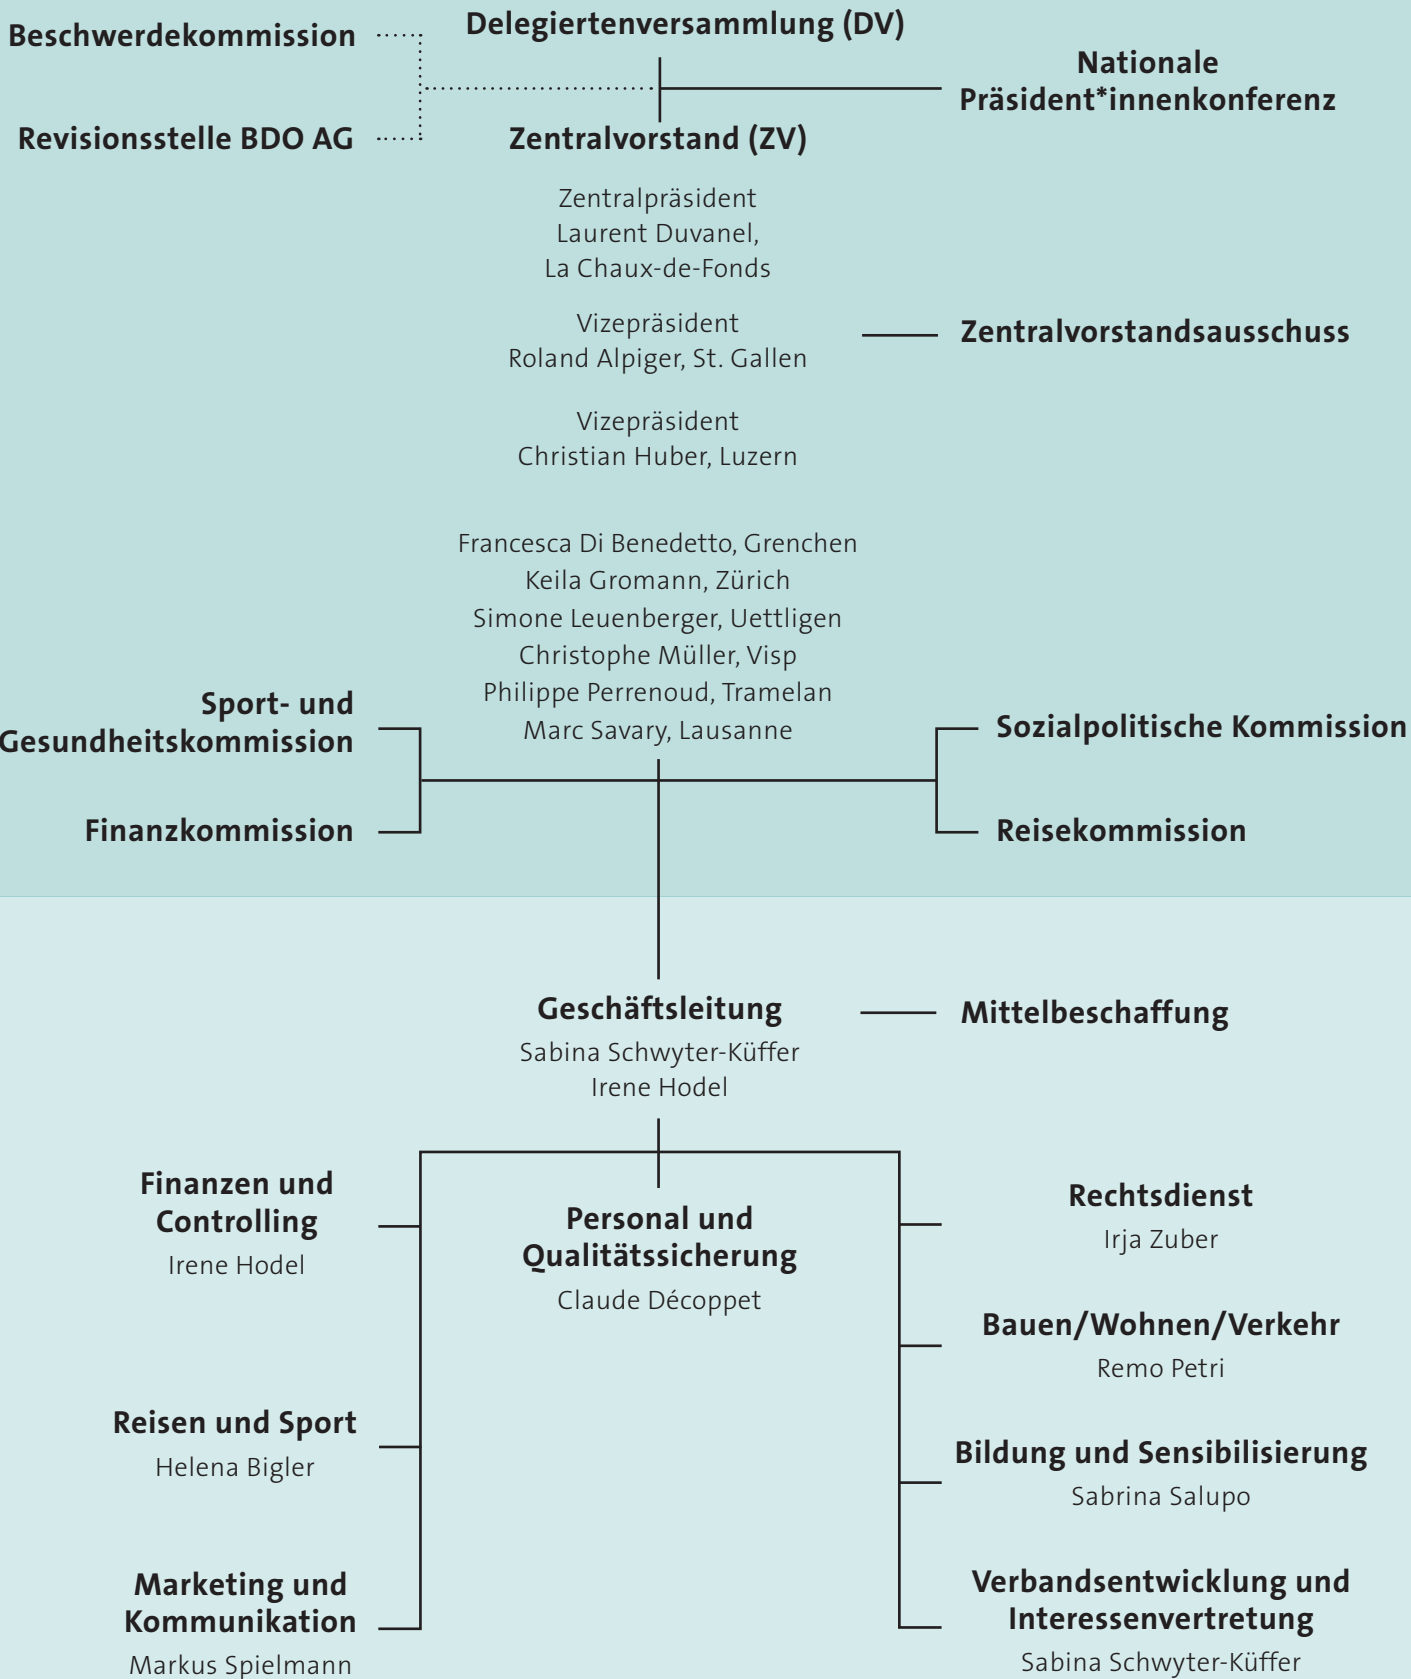 Beschwerdekommission
Delegiertenversammlung (DV)
Nationale
Präsident*innenkonferenz
Revisionsstelle BDO AG
Zentralvorstand (ZV)
Zentralpräsident
Laurent Duvanel,
La Chaux-de-Fonds
Vizepräsident
Roland Alpiger, St. Gallen
Zentralvorstandsausschuss
Vizepräsident
Christian Huber, Luzern
Francesca Di Benedetto, Grenchen
Keila Gromann, Zürich
Simone Leuenberger, Uettligen
Christophe Müller, Visp
Philippe Perrenoud, Tramelan
Marc Savary, Lausanne
Sport- und
Gesundheitskommission
Finanzkommission
Sozialpolitische Kommission
Reisekommission
Geschäftsleitung
Sabina Schwyter-Küffer
Irene Hodel
Mittelbeschaffung
Finanzen und
Controlling
Irene Hodel
Reisen und Sport
Helena Bigler
Marketing und
Kommunikation
Markus Spielmann
Personal und
Qualitätssicherung
Claude Décoppet
Rechtsdienst
Irja Zuber
Bauen/Wohnen/Verkehr
Remo Petri
Bildung und Sensibilisierung
Sabrina Salupo
Verbandsentwicklung und
Interessenvertretung
Sabina Schwyter-Küffer